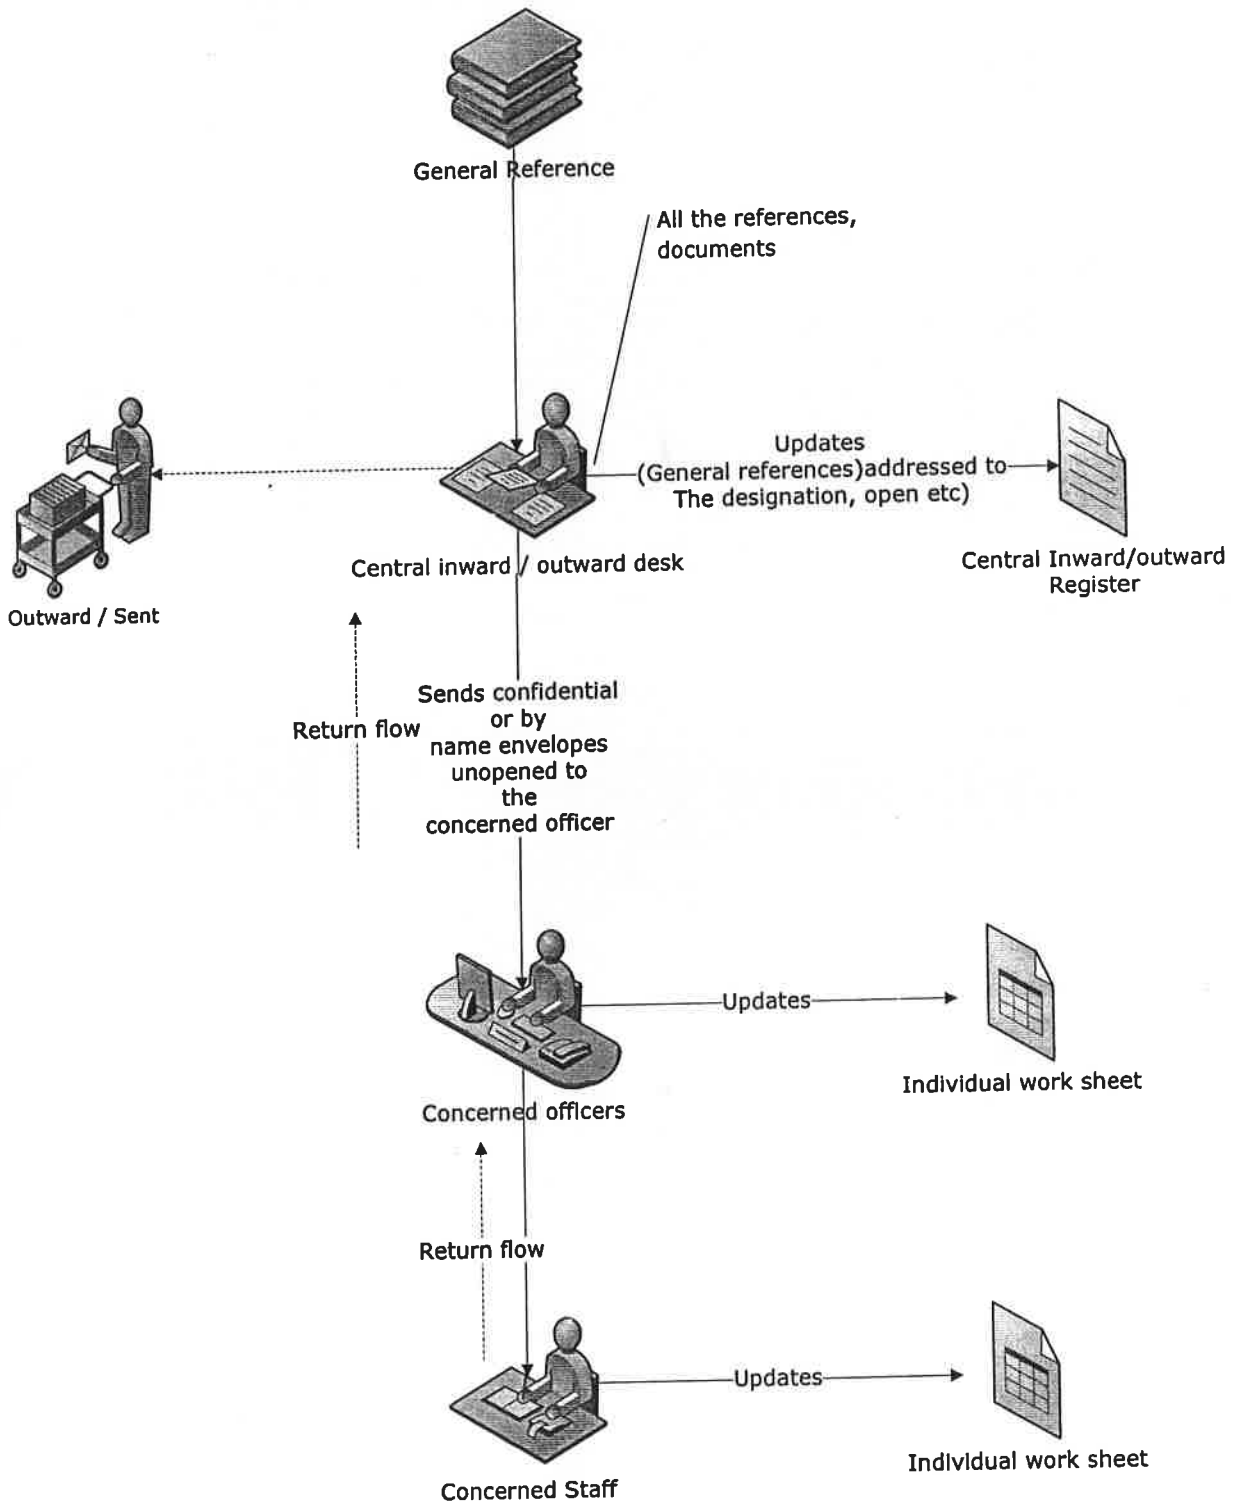 General Reference
All the references,
documents
Updates
(General references)addressed to
The designation, open etc)
Central inward / outward desk
Central Inward/outward
Register
Outward / Sent
Sends confidential
or by
name envelopes
unopened to
the
concerned officer
Return flow
Updates
Individual work sheet
Concerned officers
Return flow
Updates
Individual work sheet
Concerned Staff